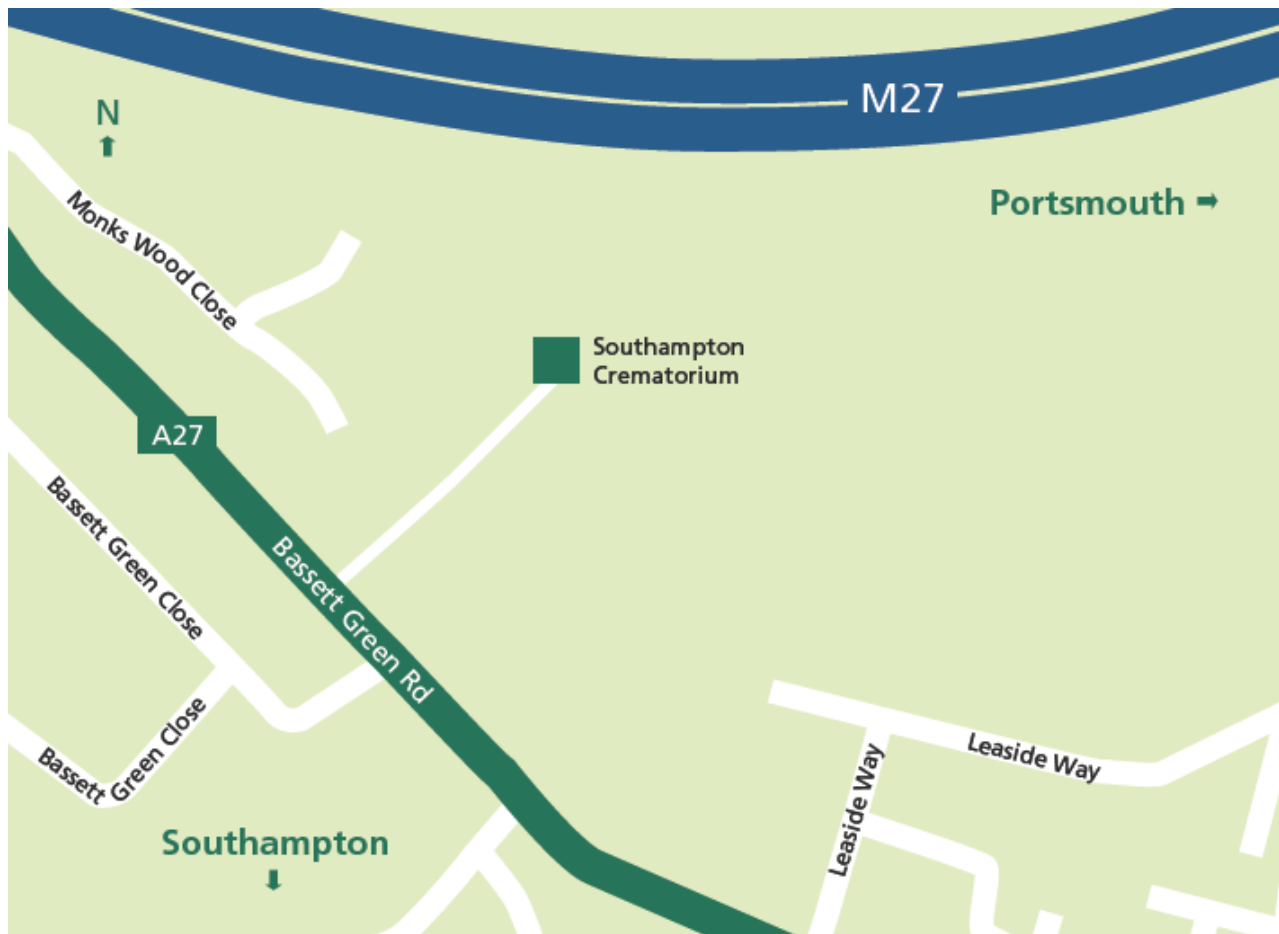 M27
N
Portsmouth
Monks Wood Close
Southampton
Crematorium
A27
Bassett Green Close
Bassett Green Rd
Bassett Green Close
Leaside Way
Leaside Way
Southampton